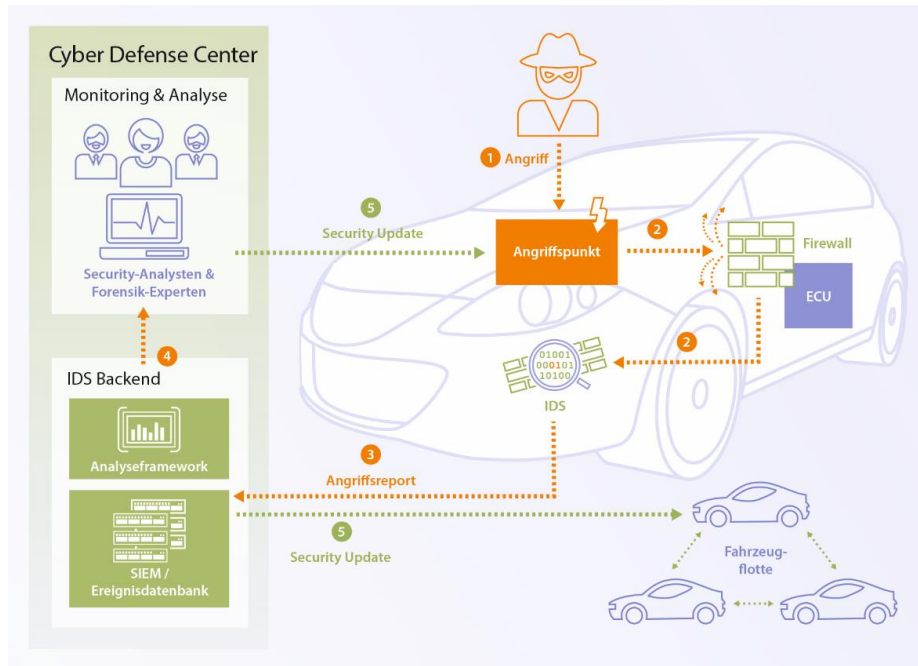 Cyber Defense Center
Monitoring & Analyse
Security-Analysten &
Forensik-Experten
4
IDS Backend
Analyseframework
SIEM /
Ereignisdatenbank
1 Angriff
5
Security Update
Angriffspunkt
2
Firewall
ECU
2
01001
000101
10100
IDS
3
Angriffsreport
5
Security Update
Fahrzeug-
flotte